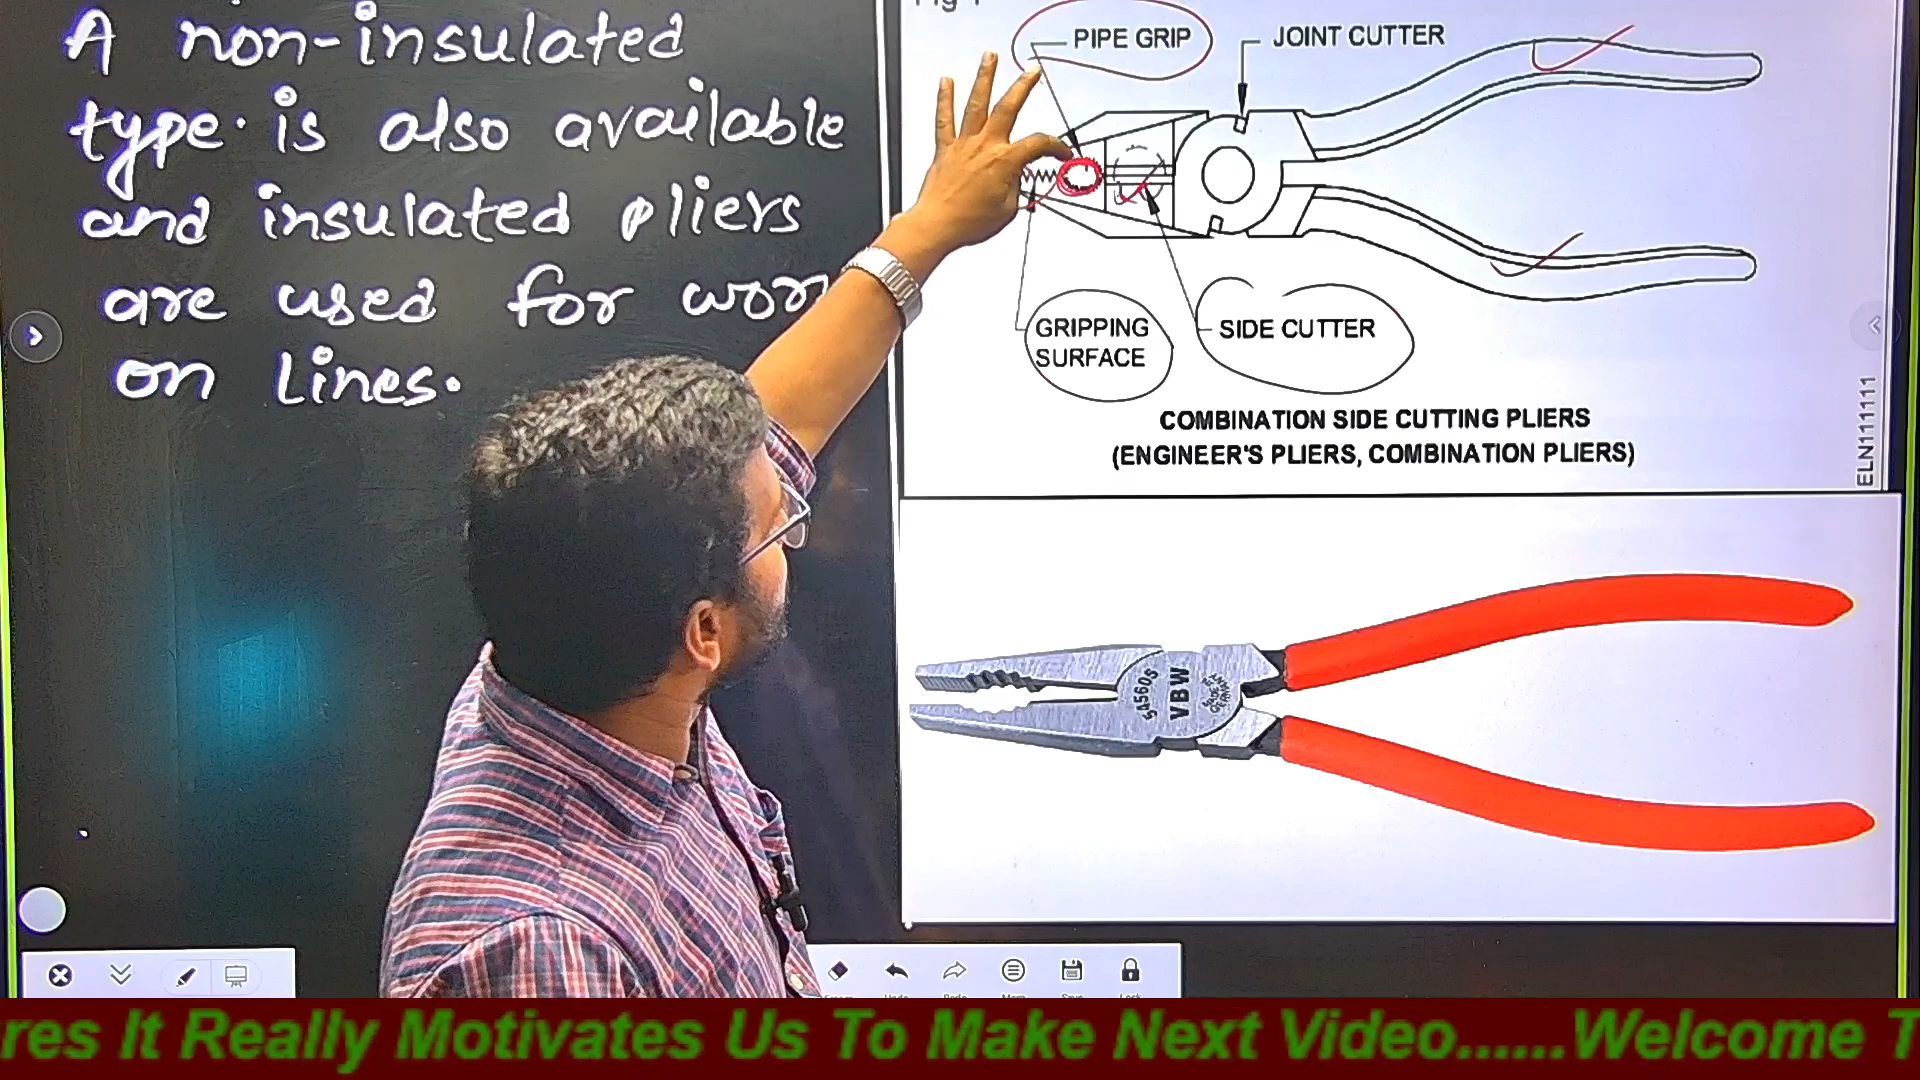 A non-insulated
type. is also available
and insulated pliers
are used for wor
on Lines.
PIPE GRIP
JOINT CUTTER
GRIPPING
SURFACE
SIDE CUTTER
COMBINATION SIDE CUTTING PLIERS
(ENGINEER'S PLIERS, COMBINATION PLIERS)
ELN111111
VBW
res It Really Motivates Us To Make Next Video......Welcome T